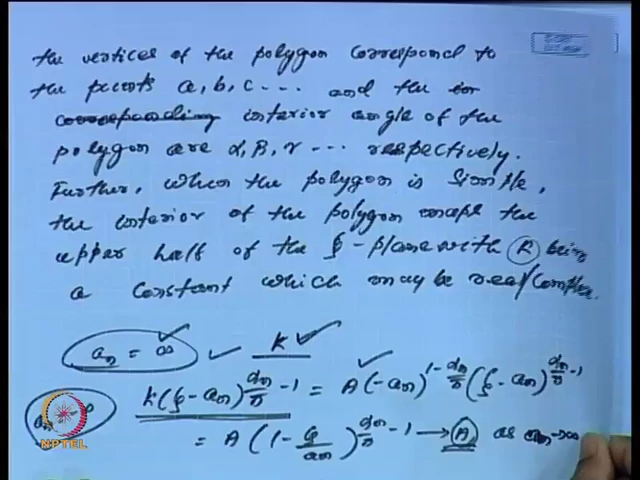 the vertices of the polygon correspond to
the points a, b, c .... and the
interior angle of the
polygon are α, β, γ ... respectively.
Further, when the polygon is simple,
the interior of the polygon maps the
upper half of the ζ-plane with K being
a constant which may be real/complex.
aₙ = ∞ K
K(ζ - aₙ)^{αₙ/π - 1} = A(-aₙ)^{1 - αₙ/π}(ζ - aₙ)^{αₙ/π - 1}
= A(1 - ζ/aₙ)^{αₙ/π - 1} → A as aₙ→∞
NPTEL